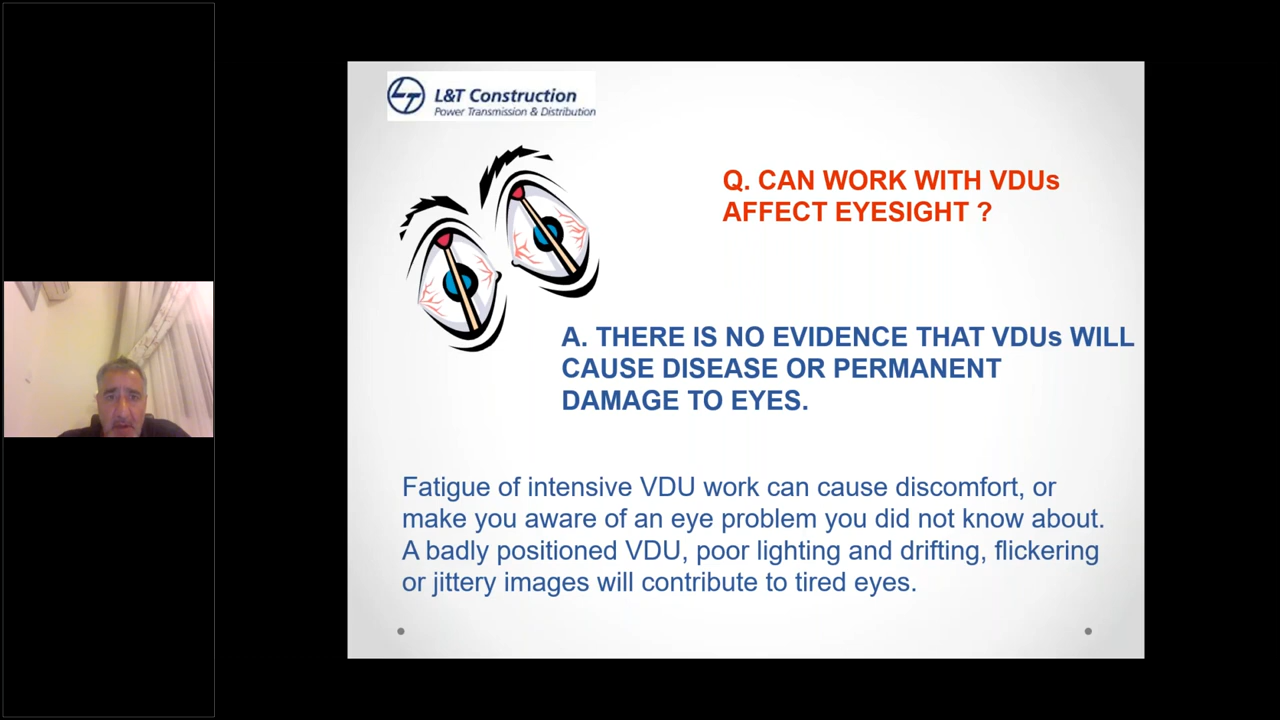 L&T Construction
Power Transmission & Distribution
Q. CAN WORK WITH VDUs
AFFECT EYESIGHT ?
A. THERE IS NO EVIDENCE THAT VDUs WILL
CAUSE DISEASE OR PERMANENT
DAMAGE TO EYES.
Fatigue of intensive VDU work can cause discomfort, or
make you aware of an eye problem you did not know about.
A badly positioned VDU, poor lighting and drifting, flickering
or jittery images will contribute to tired eyes.